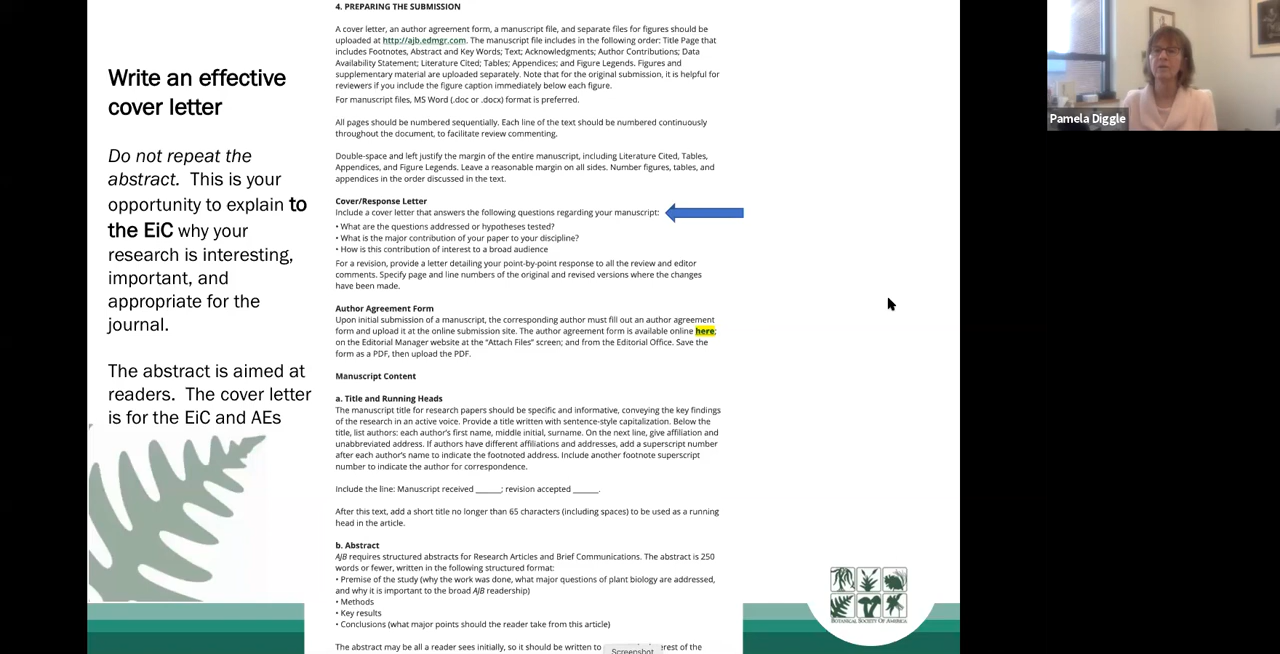 Write an effective
cover letter
Do not repeat the
abstract. This is your
opportunity to explain to
the EiC why your
research is interesting,
important, and
appropriate for the
journal.
The abstract is aimed at
readers. The cover letter
is for the EiC and AEs
4. PREPARING THE SUBMISSION
A cover letter, an author agreement form, a manuscript file, and separate files for figures should be
uploaded at http://ajb.edmgr.com. The manuscript file includes in the following order: Title Page that
includes Footnotes, Abstract and Key Words; Text; Acknowledgments; Author Contributions; Data
Availability Statement; Literature Cited; Tables; Appendices; and Figure Legends. Figures and
supplementary material are uploaded separately. Note that for the original submission, it is helpful for
reviewers if you include the figure caption immediately below each figure.
For manuscript files, MS Word (.doc or .docx) format is preferred.
All pages should be numbered sequentially. Each line of the text should be numbered continuously
throughout the document, to facilitate review commenting.
Double-space and left justify the margin of the entire manuscript, including Literature Cited, Tables,
Appendices, and Figure Legends. Leave a reasonable margin on all sides. Number figures, tables, and
appendices in the order discussed in the text.
Cover/Response Letter
Include a cover letter that answers the following questions regarding your manuscript:
• What are the questions addressed or hypotheses tested?
• What is the major contribution of your paper to your discipline?
• How is this contribution of interest to a broad audience
For a revision, provide a letter detailing your point-by-point response to all the review and editor
comments. Specify page and line numbers of the original and revised versions where the changes
have been made.
Author Agreement Form
Upon initial submission of a manuscript, the corresponding author must fill out an author agreement
form and upload it at the online submission site. The author agreement form is available online here;
on the Editorial Manager website at the "Attach Files" screen; and from the Editorial Office. Save the
form as a PDF, then upload the PDF.
Manuscript Content
a. Title and Running Heads
The manuscript title for research papers should be specific and informative, conveying the key findings
of the research in an active voice. Provide a title written with sentence-style capitalization. Below the
title, list authors: each author's first name, middle initial, surname. On the next line, give affiliation and
unabbreviated address. If authors have different affiliations and addresses, add a superscript number
after each author's name to indicate the footnoted address. Include another footnote superscript
number to indicate the author for correspondence.
Include the line: Manuscript received ______; revision accepted ______.
After this text, add a short title no longer than 65 characters (including spaces) to be used as a running
head in the article.
b. Abstract
AJB requires structured abstracts for Research Articles and Brief Communications. The abstract is 250
words or fewer, written in the following structured format:
• Premise of the study (why the work was done, what major questions of plant biology are addressed,
and why it is important to the broad AJB readership)
• Methods
• Key results
• Conclusions (what major points should the reader take from this article)
The abstract may be all a reader sees initially, so it should be written to
erest of the
Screenshot
Pamela Diggle
BOTANICAL SOCIETY OF AMERICA